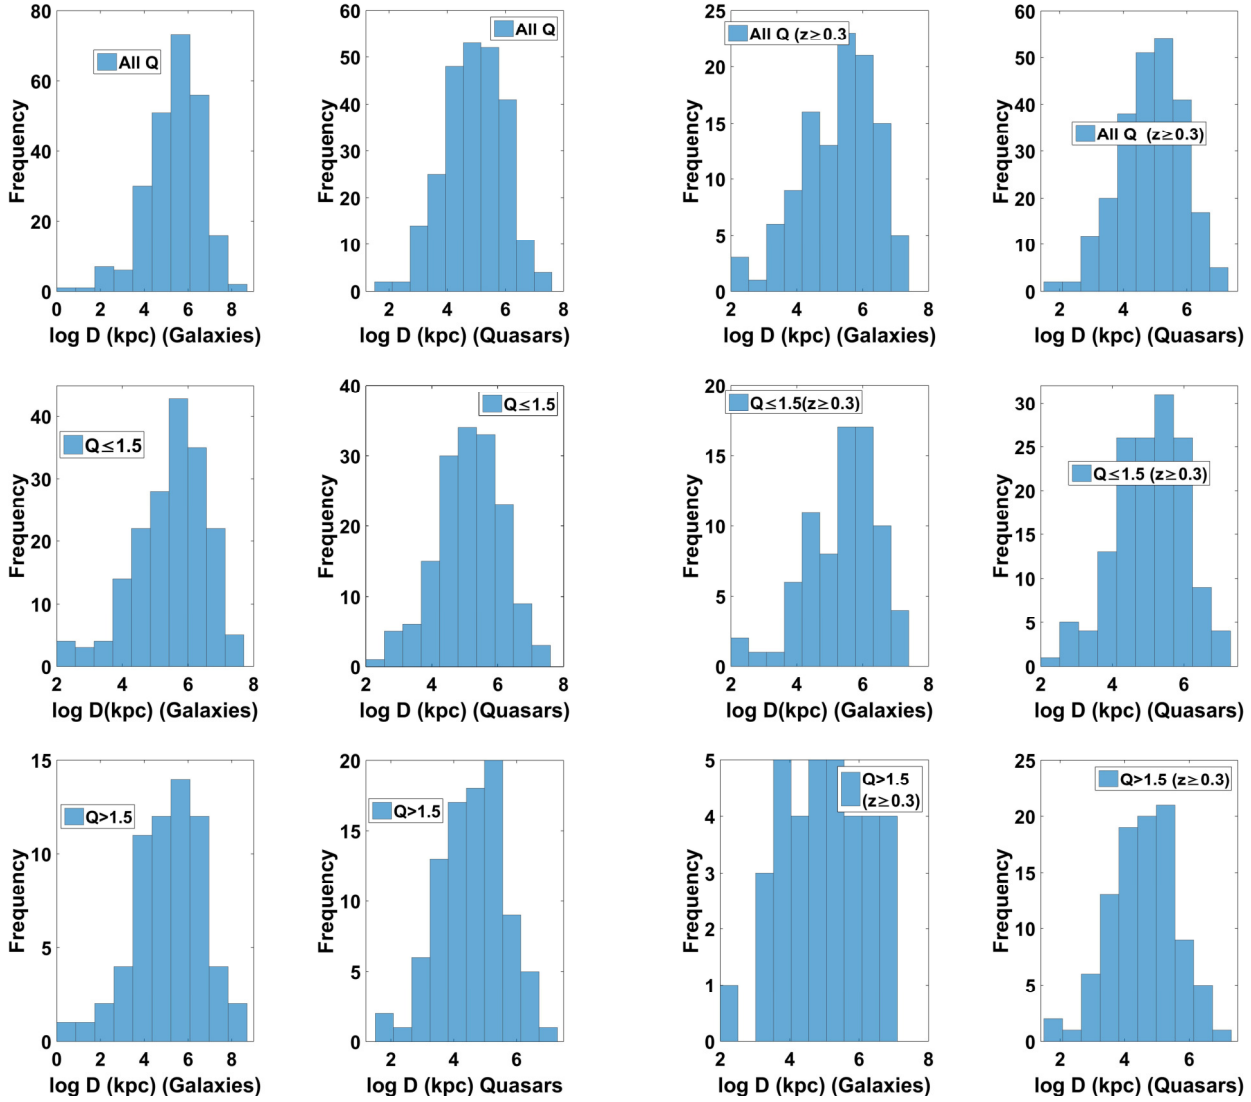 80
60
40
20
0
Frequency
All Q
0 2 4 6 8
log D (kpc) (Galaxies)
60
50
40
30
20
10
0
Frequency
All Q
2 4 6 8
log D (kpc) (Quasars)
25
20
15
10
5
0
Frequency
All Q (z≥0.3
2 4 6 8
log D (kpc) (Galaxies)
60
50
40
30
20
10
0
Frequency
All Q (z≥0.3)
2 4 6
log D (kpc) (Quasars)
40
30
20
10
0
Frequency
Q≤1.5
2 4 6 8
log D(kpc) (Galaxies)
40
30
20
10
0
Frequency
Q≤1.5
2 4 6 8
log D (kpc) (Quasars)
20
15
10
5
0
Frequency
Q≤1.5(z≥0.3)
2 4 6 8
log D(kpc) (Galaxies)
30
25
20
15
10
5
0
Frequency
Q≤1.5 (z≥0.3)
2 4 6
log D (kpc) (Quasars)
15
10
5
0
Frequency
Q>1.5
0 2 4 6 8
log D (kpc) (Galaxies)
20
15
10
5
0
Frequency
Q>1.5
2 4 6
log D (kpc) Quasars
5
4
3
2
1
0
Frequency
Q>1.5
(z≥0.3)
2 4 6 8
log D (kpc) (Galaxies)
25
20
15
10
5
0
Frequency
Q>1.5 (z≥0.3)
2 4 6
log D (kpc) (Quasars)